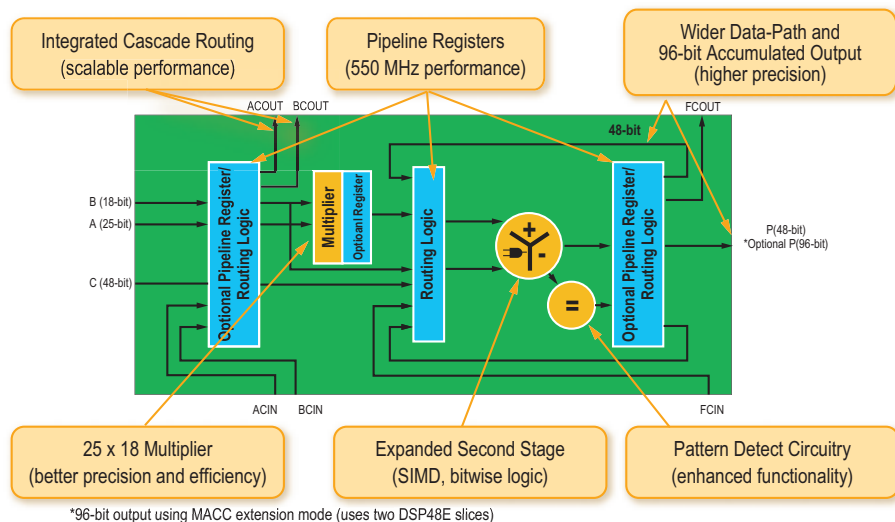 Integrated Cascade Routing
(scalable performance)
Pipeline Registers
(550 MHz performance)
Wider Data-Path and
96-bit Accumulated Output
(higher precision)
ACOUT BCOUT
FCOUT
48-bit
B (18-bit)
A (25-bit)
C (48-bit)
Optional Pipeline Register/
Routing Logic
Multiplier
Optioanl Register
Routing Logic
+
-
=
Optional Pipeline Register/
Routing Logic
P(48-bit)
*Optional P(96-bit)
ACIN BCIN
FCIN
25 x 18 Multiplier
(better precision and efficiency)
Expanded Second Stage
(SIMD, bitwise logic)
Pattern Detect Circuitry
(enhanced functionality)
*96-bit output using MACC extension mode (uses two DSP48E slices)